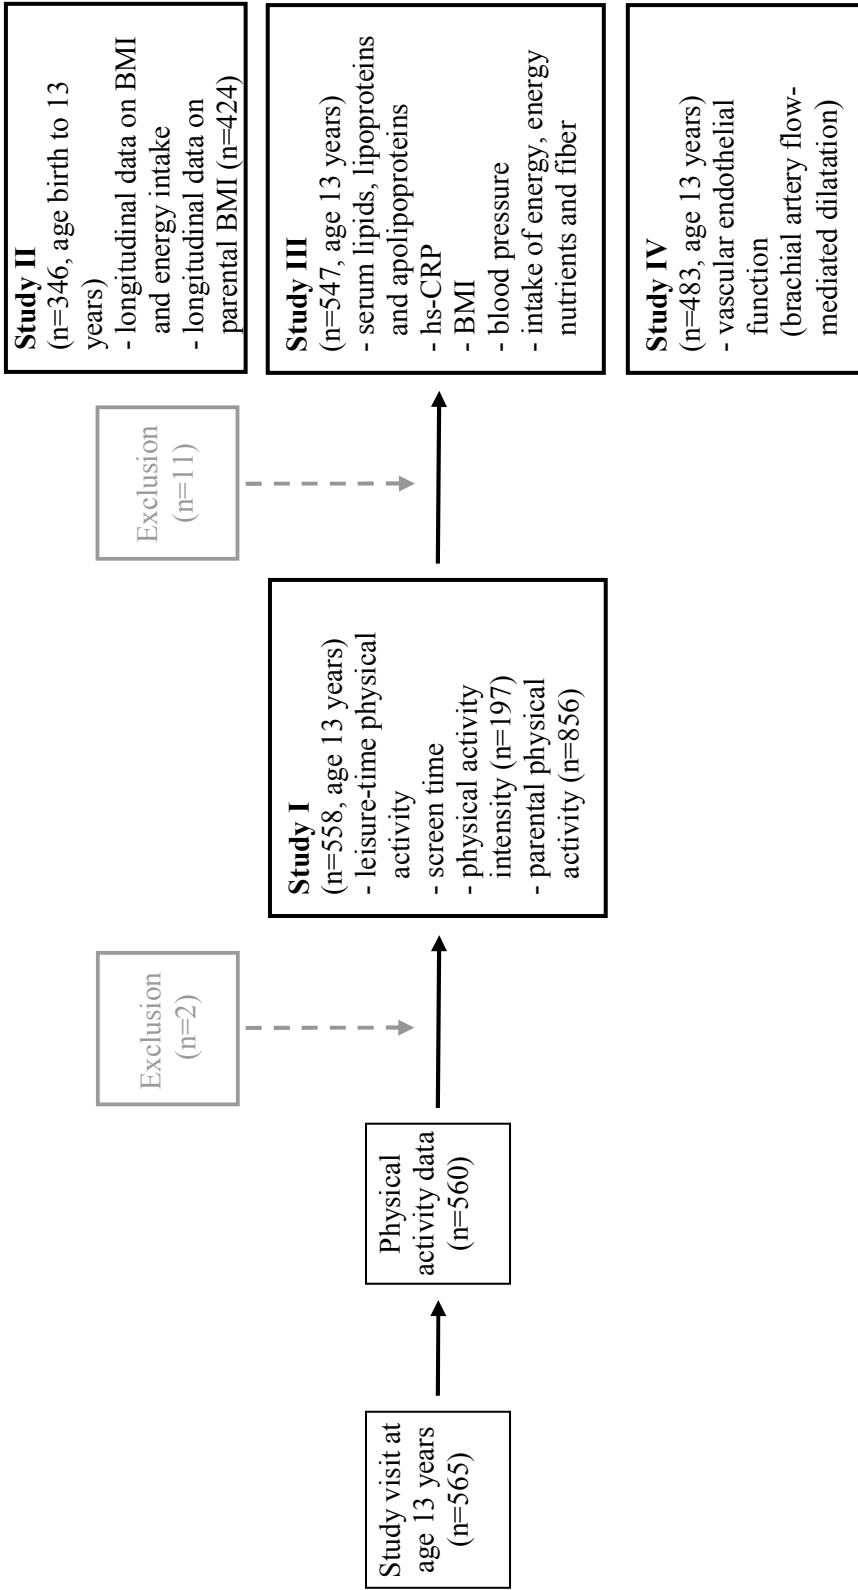 Study visit at
age 13 years
(n=565)
Physical
activity data
(n=560)
Exclusion
(n=2)
Study I
(n=558, age 13 years)
- leisure-time physical
activity
- screen time
- physical activity
intensity (n=197)
- parental physical
activity (n=856)
Exclusion
(n=11)
Study II
(n=346, age birth to 13
years)
- longitudinal data on BMI
and energy intake
- longitudinal data on
parental BMI (n=424)
Study III
(n=547, age 13 years)
- serum lipids, lipoproteins
and apolipoproteins
- hs-CRP
- BMI
- blood pressure
- intake of energy, energy
nutrients and fiber
Study IV
(n=483, age 13 years)
- vascular endothelial
function
(brachial artery flow-
mediated dilatation)